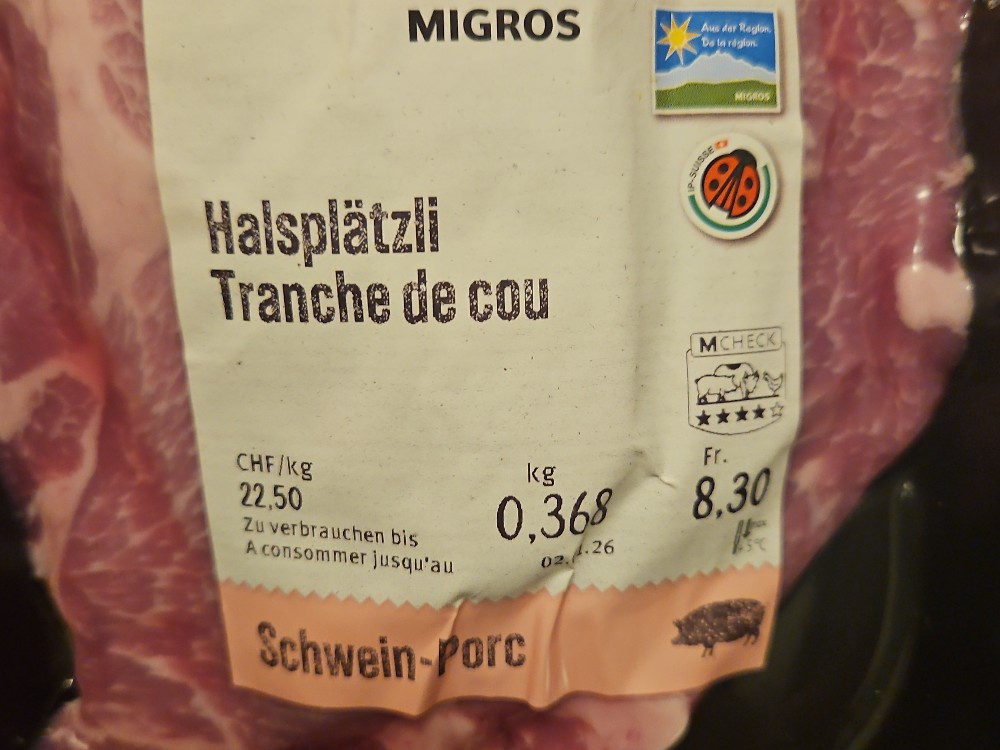 MIGROS
Aus der Region.
De la région.
MIGROS
IP-SUISSE
Halsplätzli
Tranche de cou
MCHECK
CHF/kg
22,50
kg
0,368
Fr.
8,30
Zu verbrauchen bis
A consommer jusqu'au
Schwein-Porc